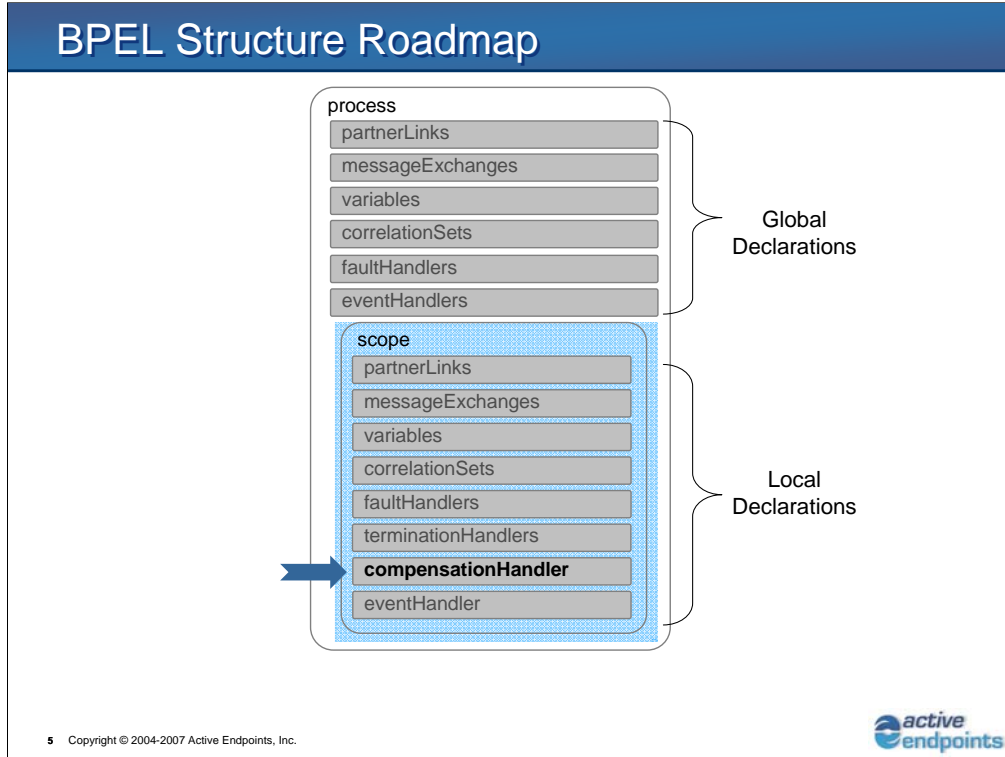 BPEL Structure Roadmap
process
partnerLinks
messageExchanges
variables
correlationSets
faultHandlers
eventHandlers
Global
Declarations
scope
partnerLinks
messageExchanges
variables
correlationSets
faultHandlers
terminationHandlers
compensationHandler
eventHandler
Local
Declarations
5 Copyright © 2004-2007 Active Endpoints, Inc.
active
endpoints